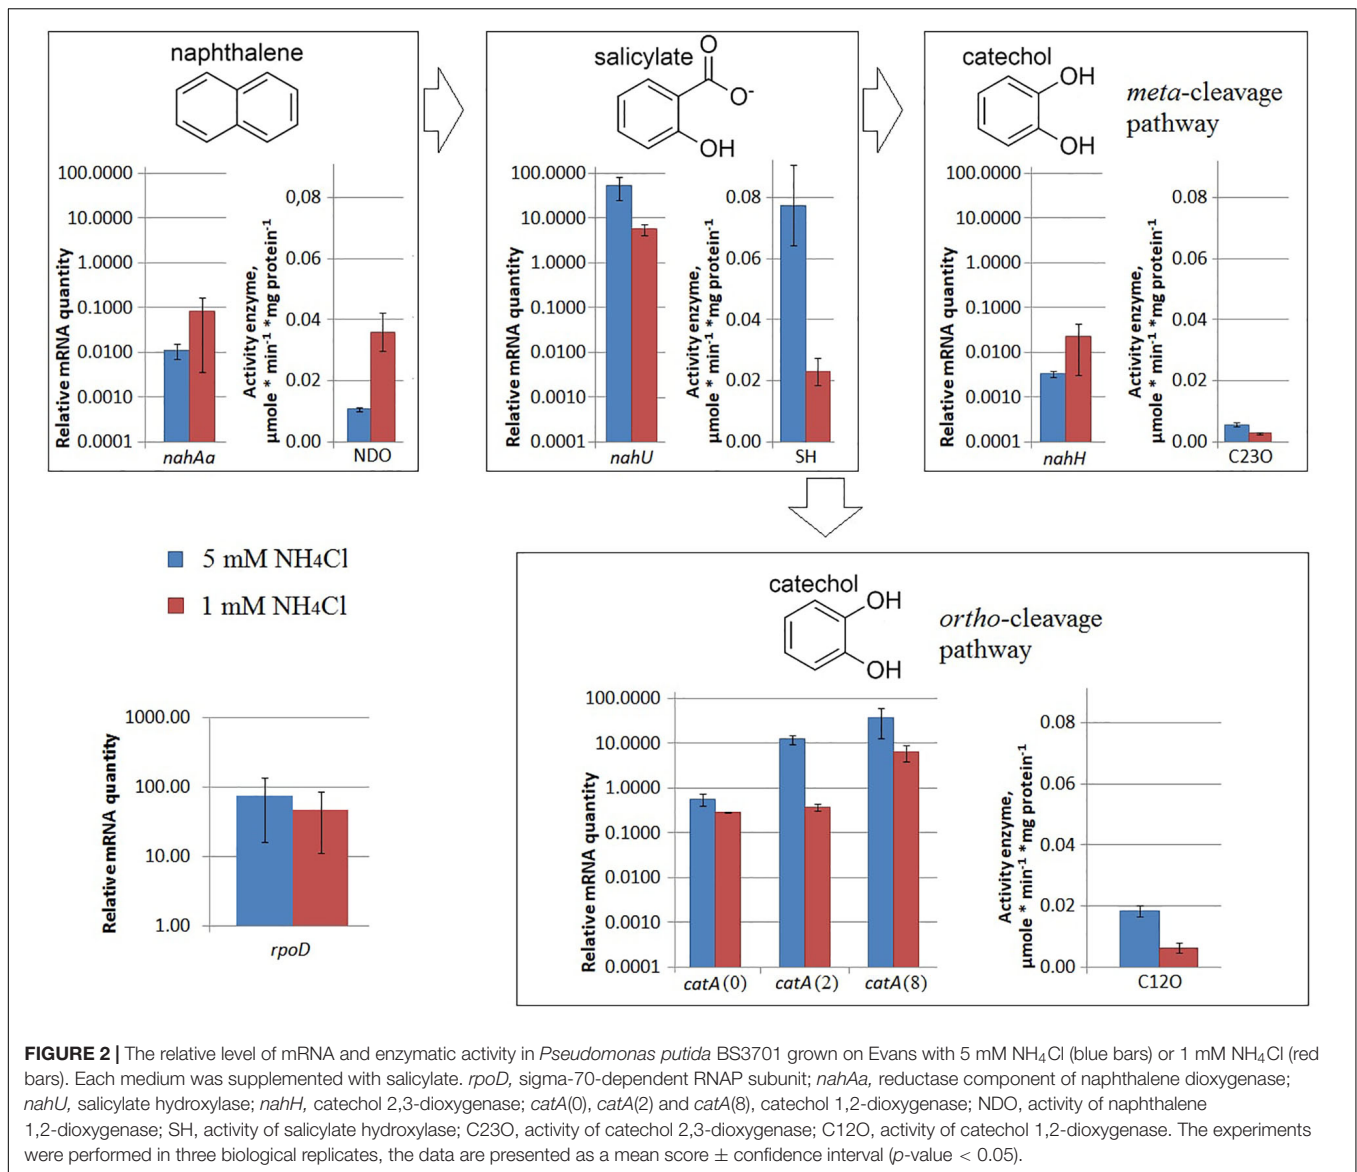 naphthalene
100.0000
10.0000
1.0000
0.1000
0.0100
0.0010
0.0001
Relative mRNA quantity
nahAa
0,08
0.04
0.02
0.00
Activity enzyme,
µmole * min⁻¹ *mg protein⁻¹
NDO
salicylate
O
O⁻
OH
100.0000
10.0000
1.0000
0.1000
0.0100
0.0010
0.0001
Relative mRNA quantity
nahU
0.08
0.06
0.04
0.02
0.00
Activity enzyme,
µmole * min⁻¹ *mg protein⁻¹
SH
catechol
OH
OH
meta-cleavage
pathway
100.0000
10.0000
1.0000
0.1000
0.0100
0.0010
0.0001
Relative mRNA quantity
nahH
0.08
0.06
0.04
0.02
0.00
Activity enzyme,
µmole * min⁻¹ *mg protein⁻¹
C23O
5 mM NH4Cl
1 mM NH4Cl
1000.00
100.00
10.00
1.00
Relative mRNA quantity
rpoD
catechol
OH
OH
ortho-cleavage
pathway
100.0000
10.0000
1.0000
0.1000
0.0100
0.0010
0.0001
Relative mRNA quantity
catA(0) catA(2) catA(8)
0.08
0.06
0.04
0.02
0.00
Activity enzyme,
µmole * min⁻¹ *mg protein⁻¹
C12O
FIGURE 2 | The relative level of mRNA and enzymatic activity in Pseudomonas putida BS3701 grown on Evans with 5 mM NH₄Cl (blue bars) or 1 mM NH₄Cl (red
bars). Each medium was supplemented with salicylate. rpoD, sigma-70-dependent RNAP subunit; nahAa, reductase component of naphthalene dioxygenase;
nahU, salicylate hydroxylase; nahH, catechol 2,3-dioxygenase; catA(0), catA(2) and catA(8), catechol 1,2-dioxygenase; NDO, activity of naphthalene
1,2-dioxygenase; SH, activity of salicylate hydroxylase; C23O, activity of catechol 2,3-dioxygenase; C12O, activity of catechol 1,2-dioxygenase. The experiments
were performed in three biological replicates, the data are presented as a mean score ± confidence interval (p-value < 0.05).